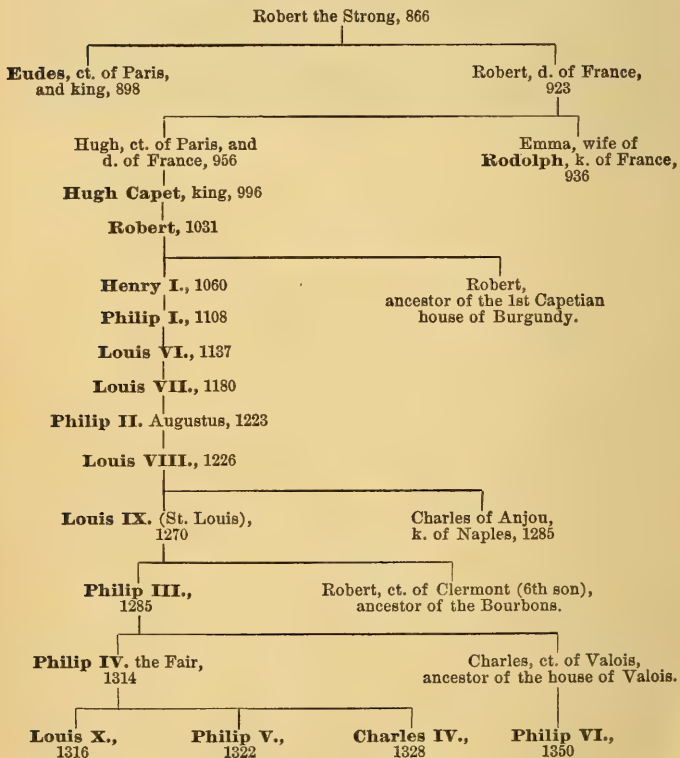 Robert the Strong, 866
Eudes, ct. of Paris,
and king, 898
Robert, d. of France,
923
Hugh, ct. of Paris, and
d. of France, 956
Emma, wife of
Rodolph, k. of France,
936
Hugh Capet, king, 996
Robert, 1031
Henry I., 1060
Robert,
ancestor of the 1st Capetian
house of Burgundy.
Philip I., 1108
Louis VI., 1137
Louis VII., 1180
Philip II. Augustus, 1223
Louis VIII., 1226
Louis IX. (St. Louis),
1270
Charles of Anjou,
k. of Naples, 1285
Philip III.,
1285
Robert, ct. of Clermont (6th son),
ancestor of the Bourbons.
Philip IV. the Fair,
1314
Charles, ct. of Valois,
ancestor of the house of Valois.
Louis X.,
1316
Philip V.,
1322
Charles IV.,
1328
Philip VI.,
1350